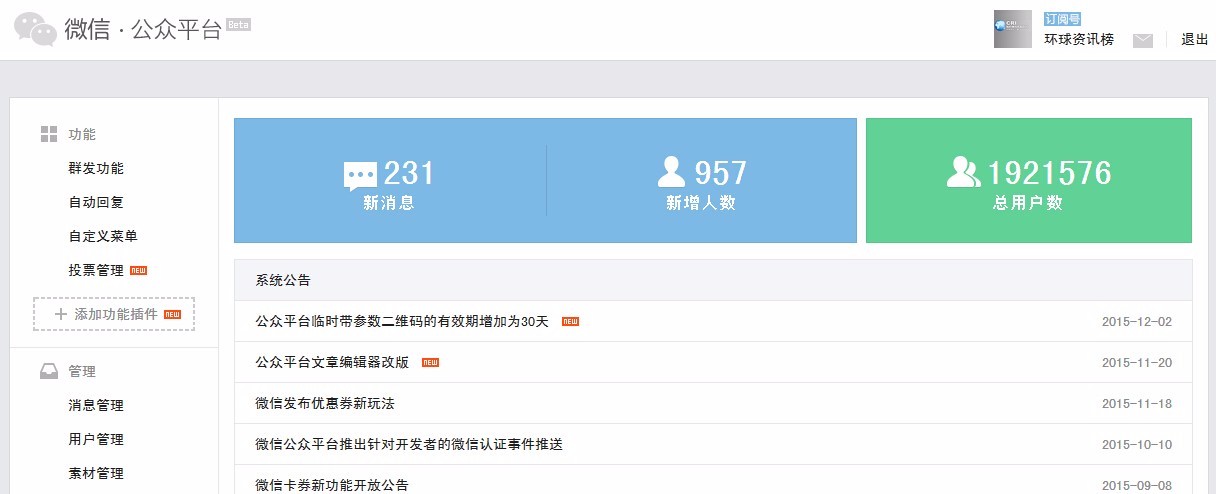 微信 · 公众平台 Beta
订阅号
环球资讯榜
退出
功能
群发功能
自动回复
自定义菜单
投票管理 NEW
+ 添加功能插件 NEW
管理
消息管理
用户管理
素材管理
231
新消息
957
新增人数
1921576
总用户数
系统公告
公众平台临时带参数二维码的有效期增加为30天 NEW 2015-12-02
公众平台文章编辑器改版 NEW 2015-11-20
微信发布优惠券新玩法 2015-11-18
微信公众平台推出针对开发者的微信认证事件推送 2015-10-10
微信卡券新功能开放公告 2015-09-08